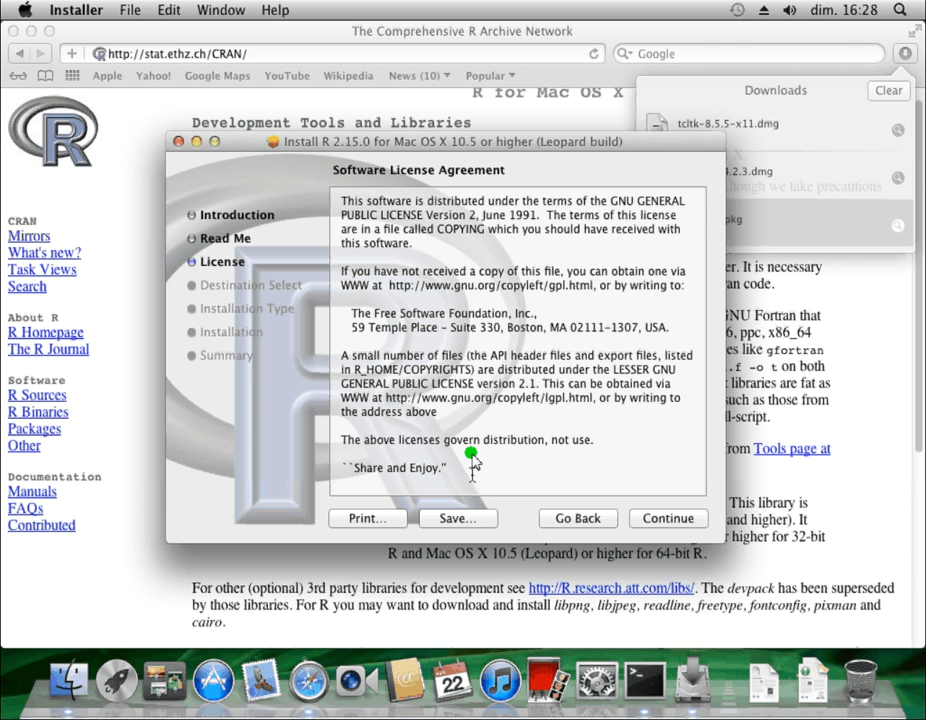 Installer File Edit Window Help dim. 16:28
The Comprehensive R Archive Network
http://stat.ethz.ch/CRAN/ Google
Apple Yahoo! Google Maps YouTube Wikipedia News (10) Popular
R for Mac OS X
Downloads Clear
tcltk-8.5.5-x11.dmg
4.2.3.dmg
pkg
Development Tools and Libraries
Install R 2.15.0 for Mac OS X 10.5 or higher (Leopard build)
Software License Agreement
Introduction
Read Me
License
Destination Select
Installation Type
Installation
Summary
This software is distributed under the terms of the GNU GENERAL
PUBLIC LICENSE Version 2, June 1991. The terms of this license
are in a file called COPYING which you should have received with
this software.
If you have not received a copy of this file, you can obtain one via
WWW at http://www.gnu.org/copyleft/gpl.html, or by writing to:
The Free Software Foundation, Inc.,
59 Temple Place - Suite 330, Boston, MA 02111-1307, USA.
A small number of files (the API header files and export files, listed
in R_HOME/COPYRIGHTS) are distributed under the LESSER GNU
GENERAL PUBLIC LICENSE version 2.1. This can be obtained via
WWW at http://www.gnu.org/copyleft/lgpl.html, or by writing to
the address above
The above licenses govern distribution, not use.
``Share and Enjoy.''
Print... Save... Go Back Continue
R
CRAN
Mirrors
What's new?
Task Views
Search
About R
R Homepage
The R Journal
Software
R Sources
R Binaries
Packages
Other
Documentation
Manuals
FAQs
Contributed
although we take precautions
er. It is necessary
an code.
GNU Fortran that
6, ppc, x86_64
es like gfortran
.f -o t on both
libraries are fat as
such as those from
ll-script.
from Tools page at
This library is
and higher). It
higher for 32-bit
R and Mac OS X 10.5 (Leopard) or higher for 64-bit R.
For other (optional) 3rd party libraries for development see http://R.research.att.com/libs/. The devpack has been superseded
by those libraries. For R you may want to download and install libpng, libjpeg, readline, freetype, fontconfig, pixman and
cairo.
22